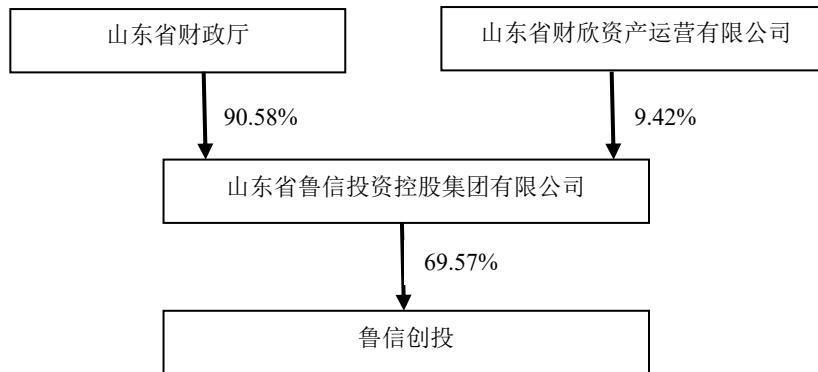 山东省财政厅
山东省财欣资产运营有限公司
90.58%
9.42%
山东省鲁信投资控股集团有限公司
69.57%
鲁信创投